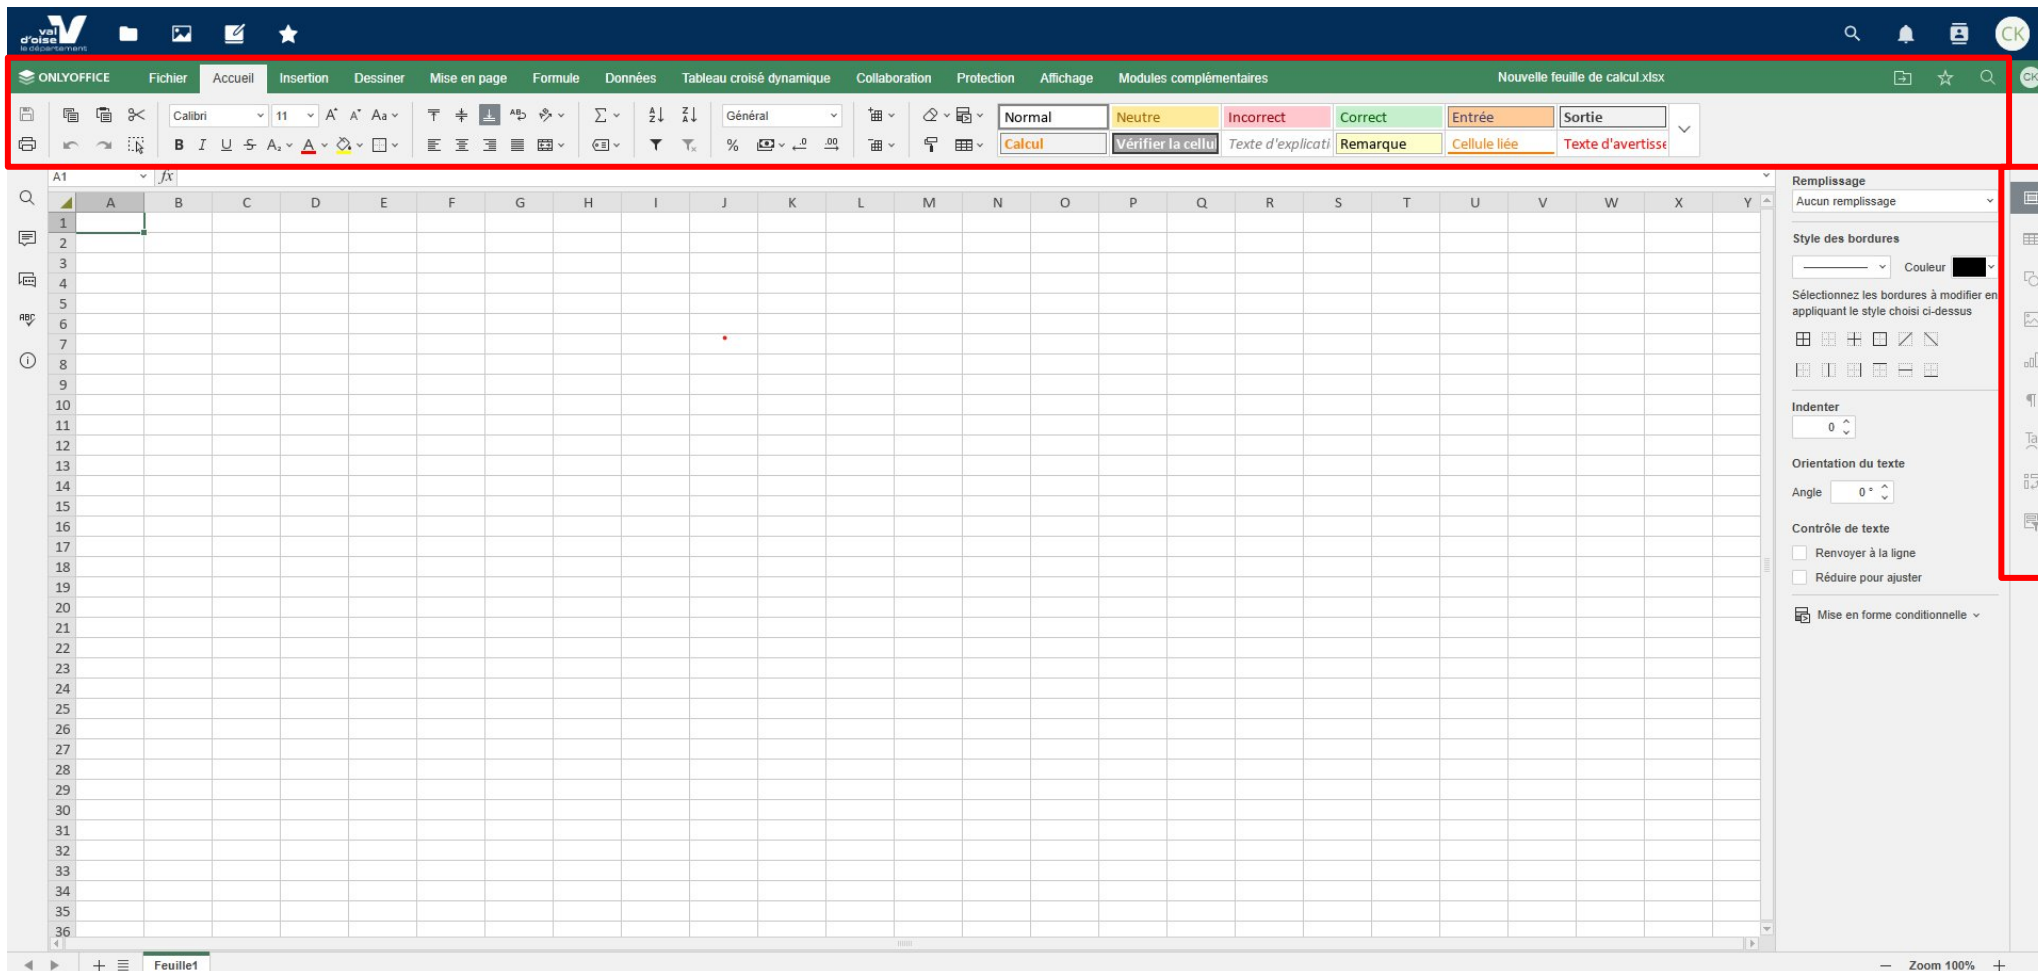 val
d'oise
le département
CK
ONLYOFFICE Fichier Accueil Insertion Dessiner Mise en page Formule Données Tableau croisé dynamique Collaboration Protection Affichage Modules complémentaires Nouvelle feuille de calcul.xlsx CK
Calibri 11 Général Normal Neutre Incorrect Correct Entrée Sortie
Calcul Vérifier la cellu Texte d'explicati Remarque Cellule liée Texte d'avertisse
A1 fx
A B C D E F G H I J K L M N O P Q R S T U V W X Y
1
2
3
4
5
6
7
8
9
10
11
12
13
14
15
16
17
18
19
20
21
22
23
24
25
26
27
28
29
30
31
32
33
34
35
36
Remplissage
Aucun remplissage
Style des bordures
Couleur
Sélectionnez les bordures à modifier en
appliquant le style choisi ci-dessus
Indenter
0
Orientation du texte
Angle 0 °
Contrôle de texte
Renvoyer à la ligne
Réduire pour ajuster
Mise en forme conditionnelle
Feuille1
Zoom 100%